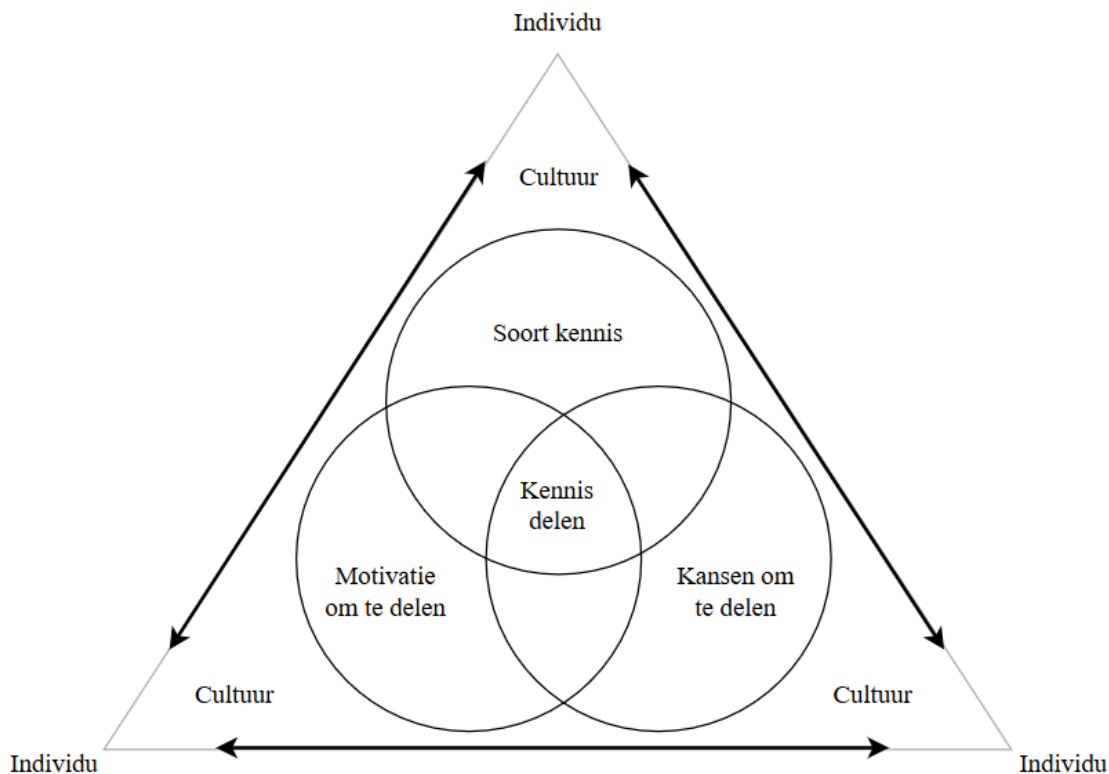 Individu
Cultuur
Soort kennis
Kennis
delen
Motivatie
om te delen
Kansen om
te delen
Cultuur
Cultuur
Individu
Individu